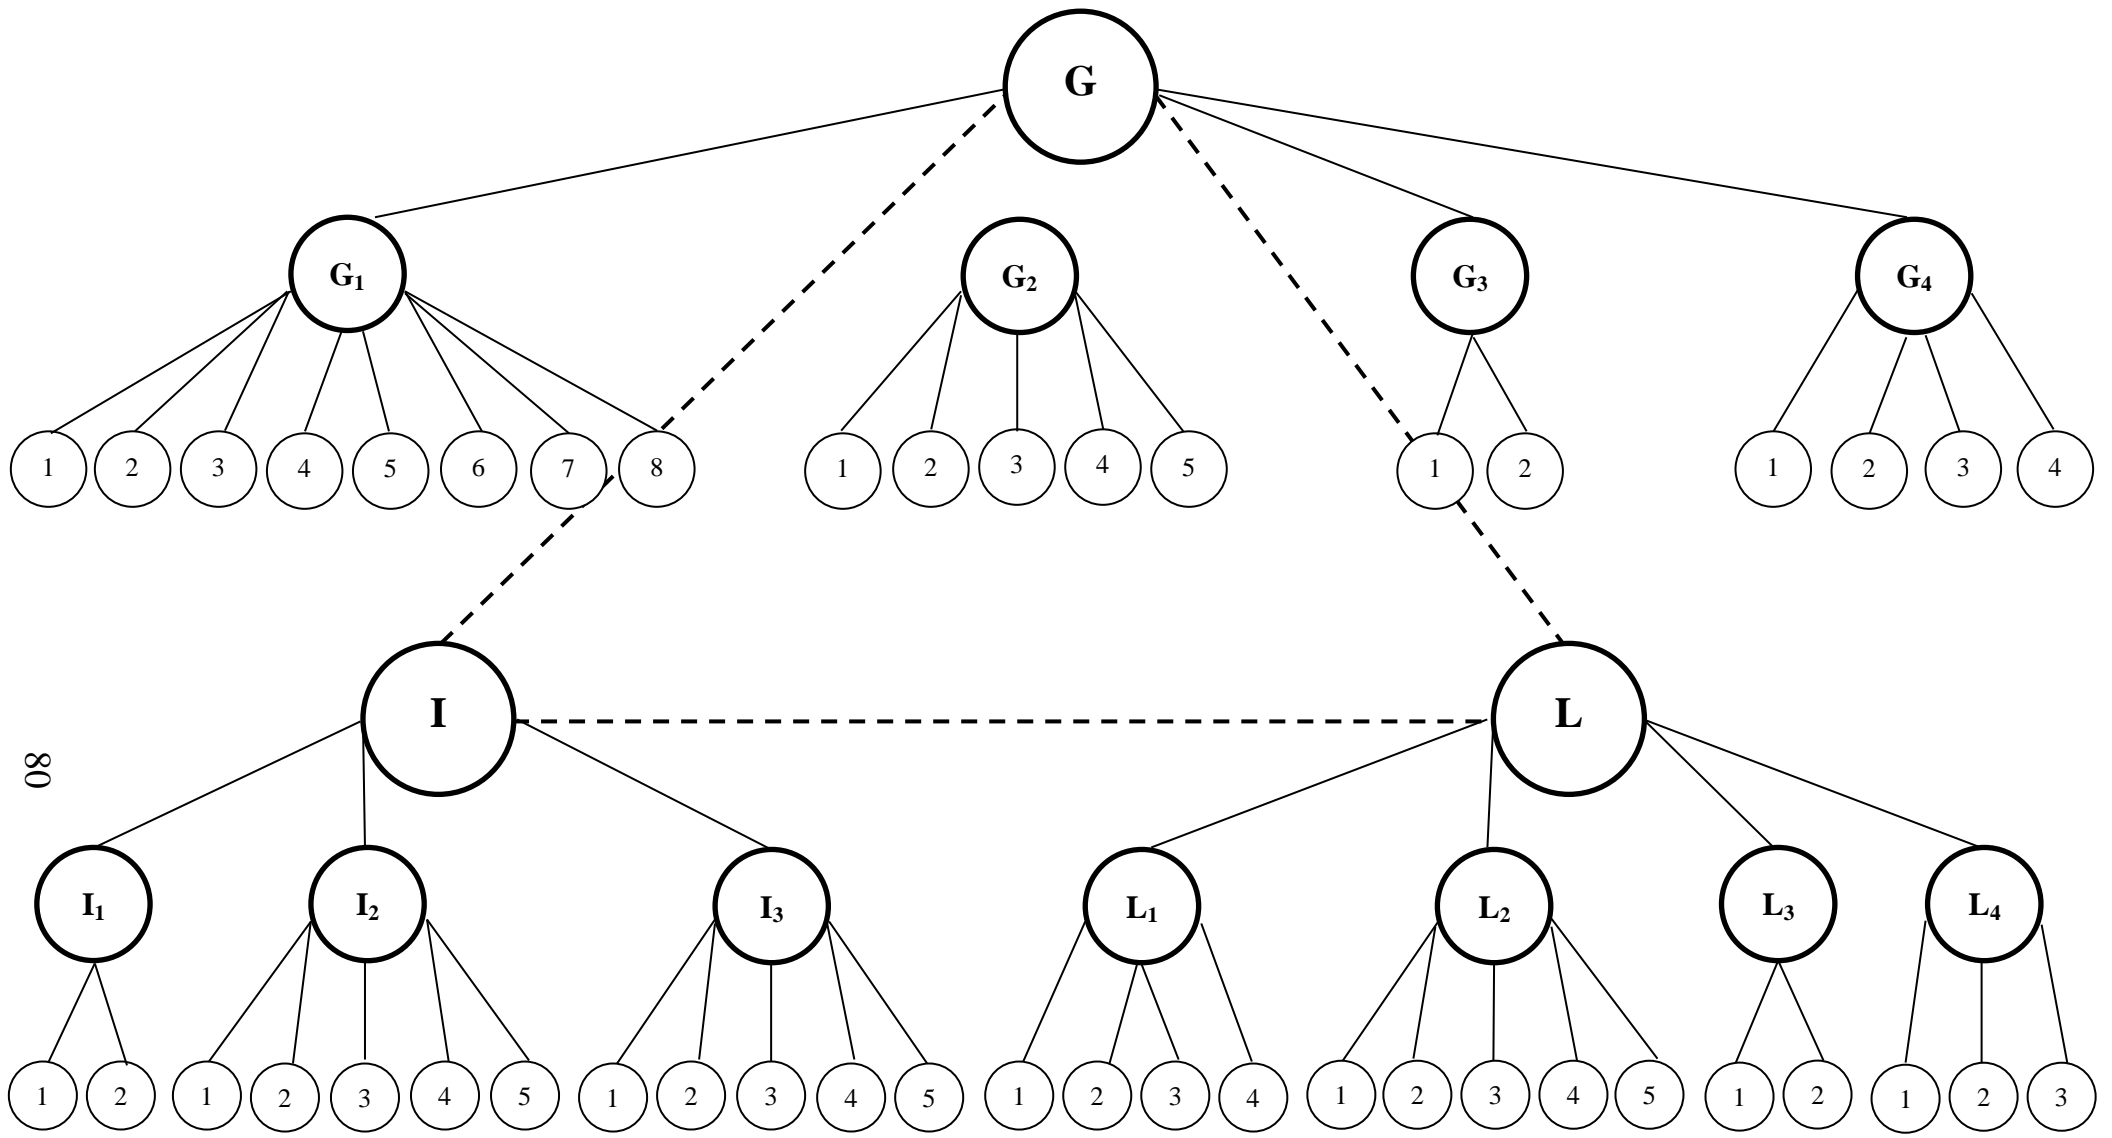 G
G₁ G₂ G₃ G₄
1 2 3 4 5 6 7 8 1 2 3 4 5 1 2 1 2 3 4
I L
80
I₁ I₂ I₃ L₁ L₂ L₃ L₄
1 2 1 2 3 4 5 1 2 3 4 5 1 2 3 4 1 2 3 4 5 1 2 1 2 3